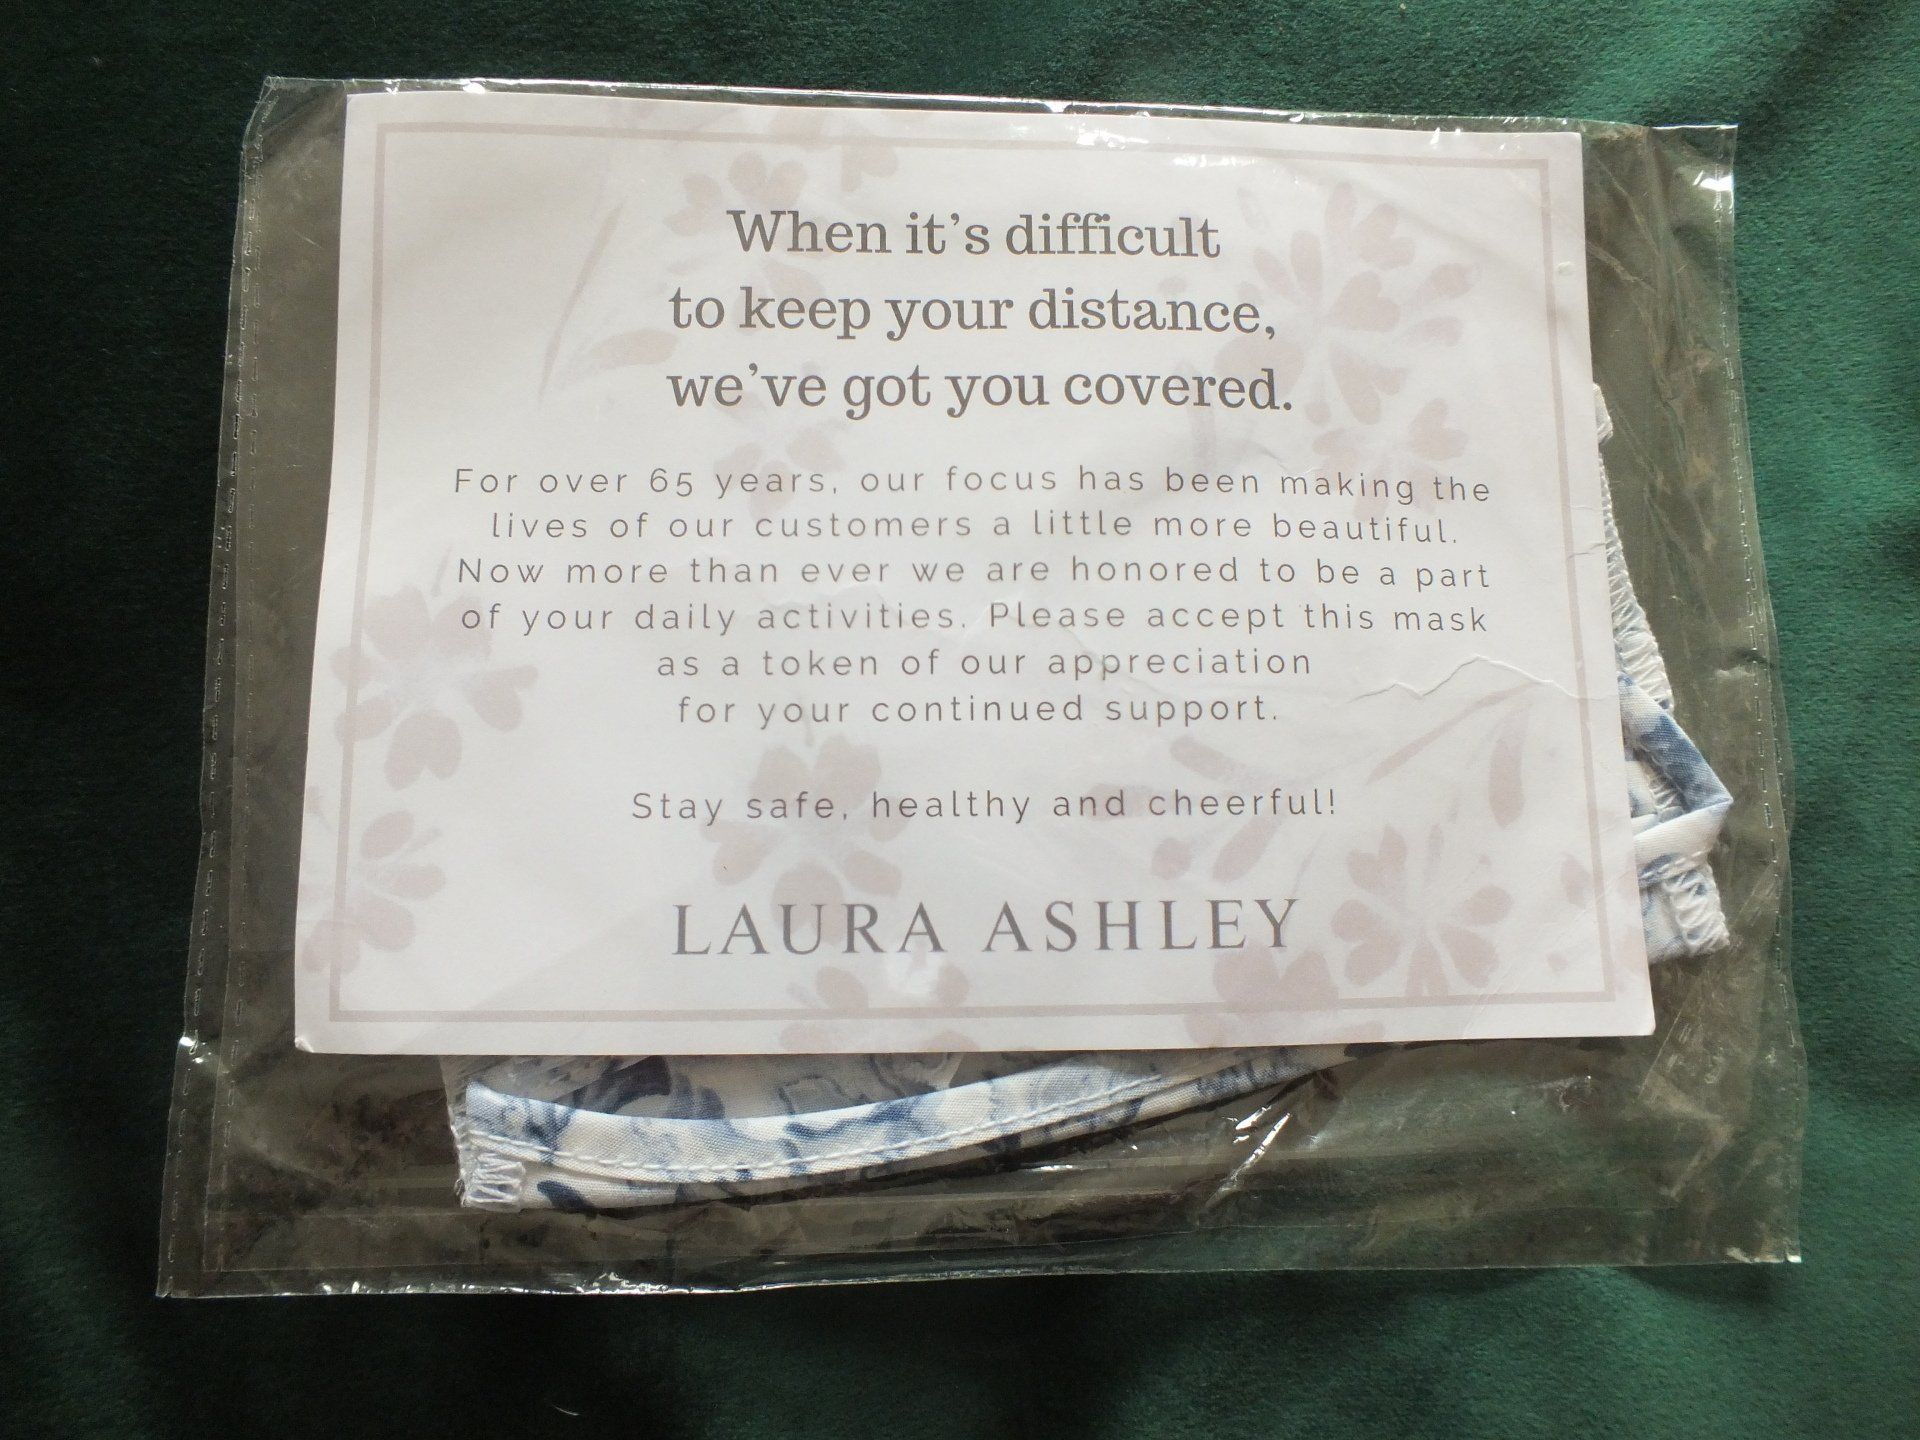 When it's difficult
to keep your distance,
we've got you covered.
For over 65 years, our focus has been making the
lives of our customers a little more beautiful.
Now more than ever we are honored to be a part
of your daily activities. Please accept this mask
as a token of our appreciation
for your continued support.
Stay safe, healthy and cheerful!
LAURA ASHLEY